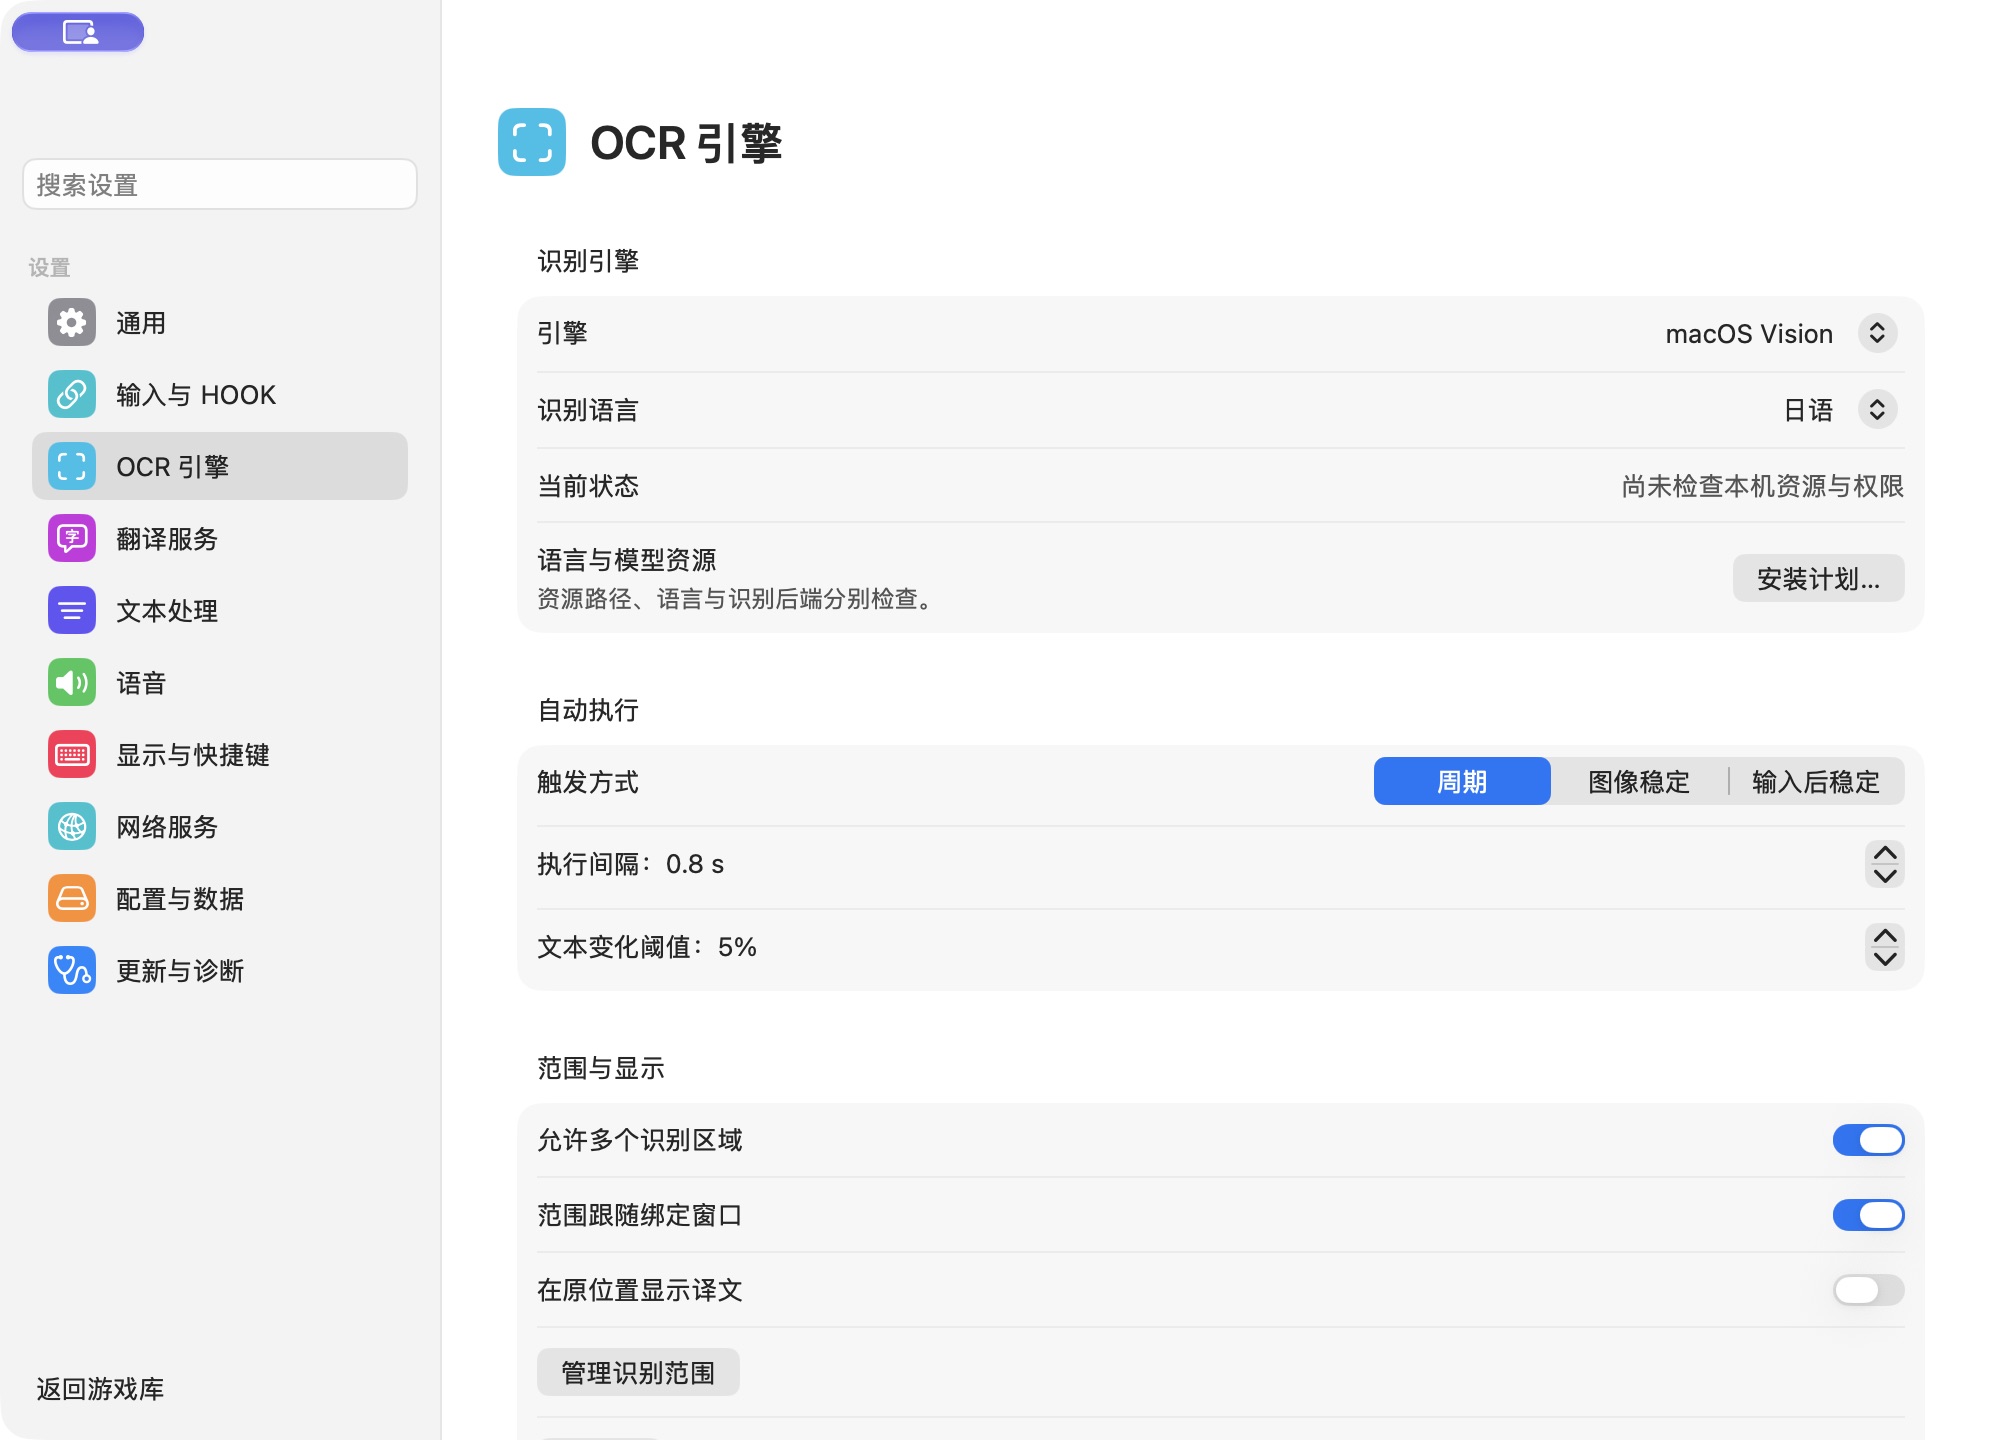 搜索设置
设置
通用
输入与 HOOK
OCR 引擎
翻译服务
文本处理
语音
显示与快捷键
网络服务
配置与数据
更新与诊断
返回游戏库
OCR 引擎
识别引擎
引擎 macOS Vision
识别语言 日语
当前状态 尚未检查本机资源与权限
语言与模型资源
资源路径、语言与识别后端分别检查。
安装计划...
自动执行
触发方式 周期 图像稳定 输入后稳定
执行间隔：0.8 s
文本变化阈值：5%
范围与显示
允许多个识别区域
范围跟随绑定窗口
在原位置显示译文
管理识别范围